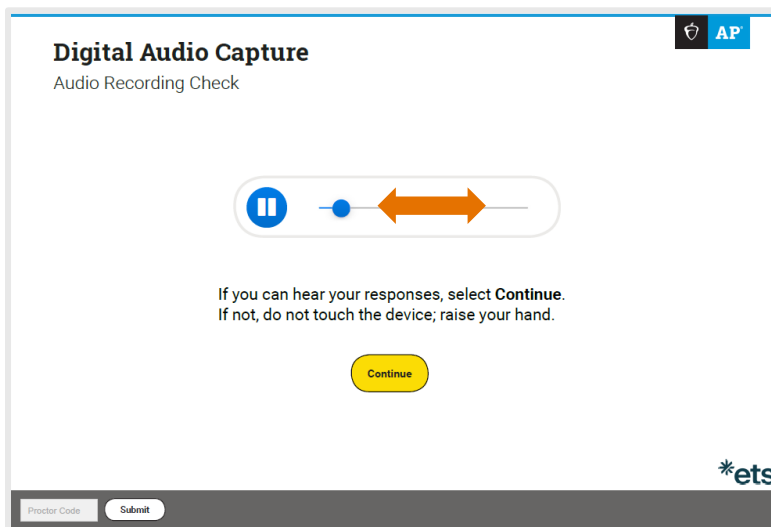 Digital Audio Capture
AP
Audio Recording Check
If you can hear your responses, select Continue.
If not, do not touch the device; raise your hand.
Continue
*ets
Proctor Code
Submit